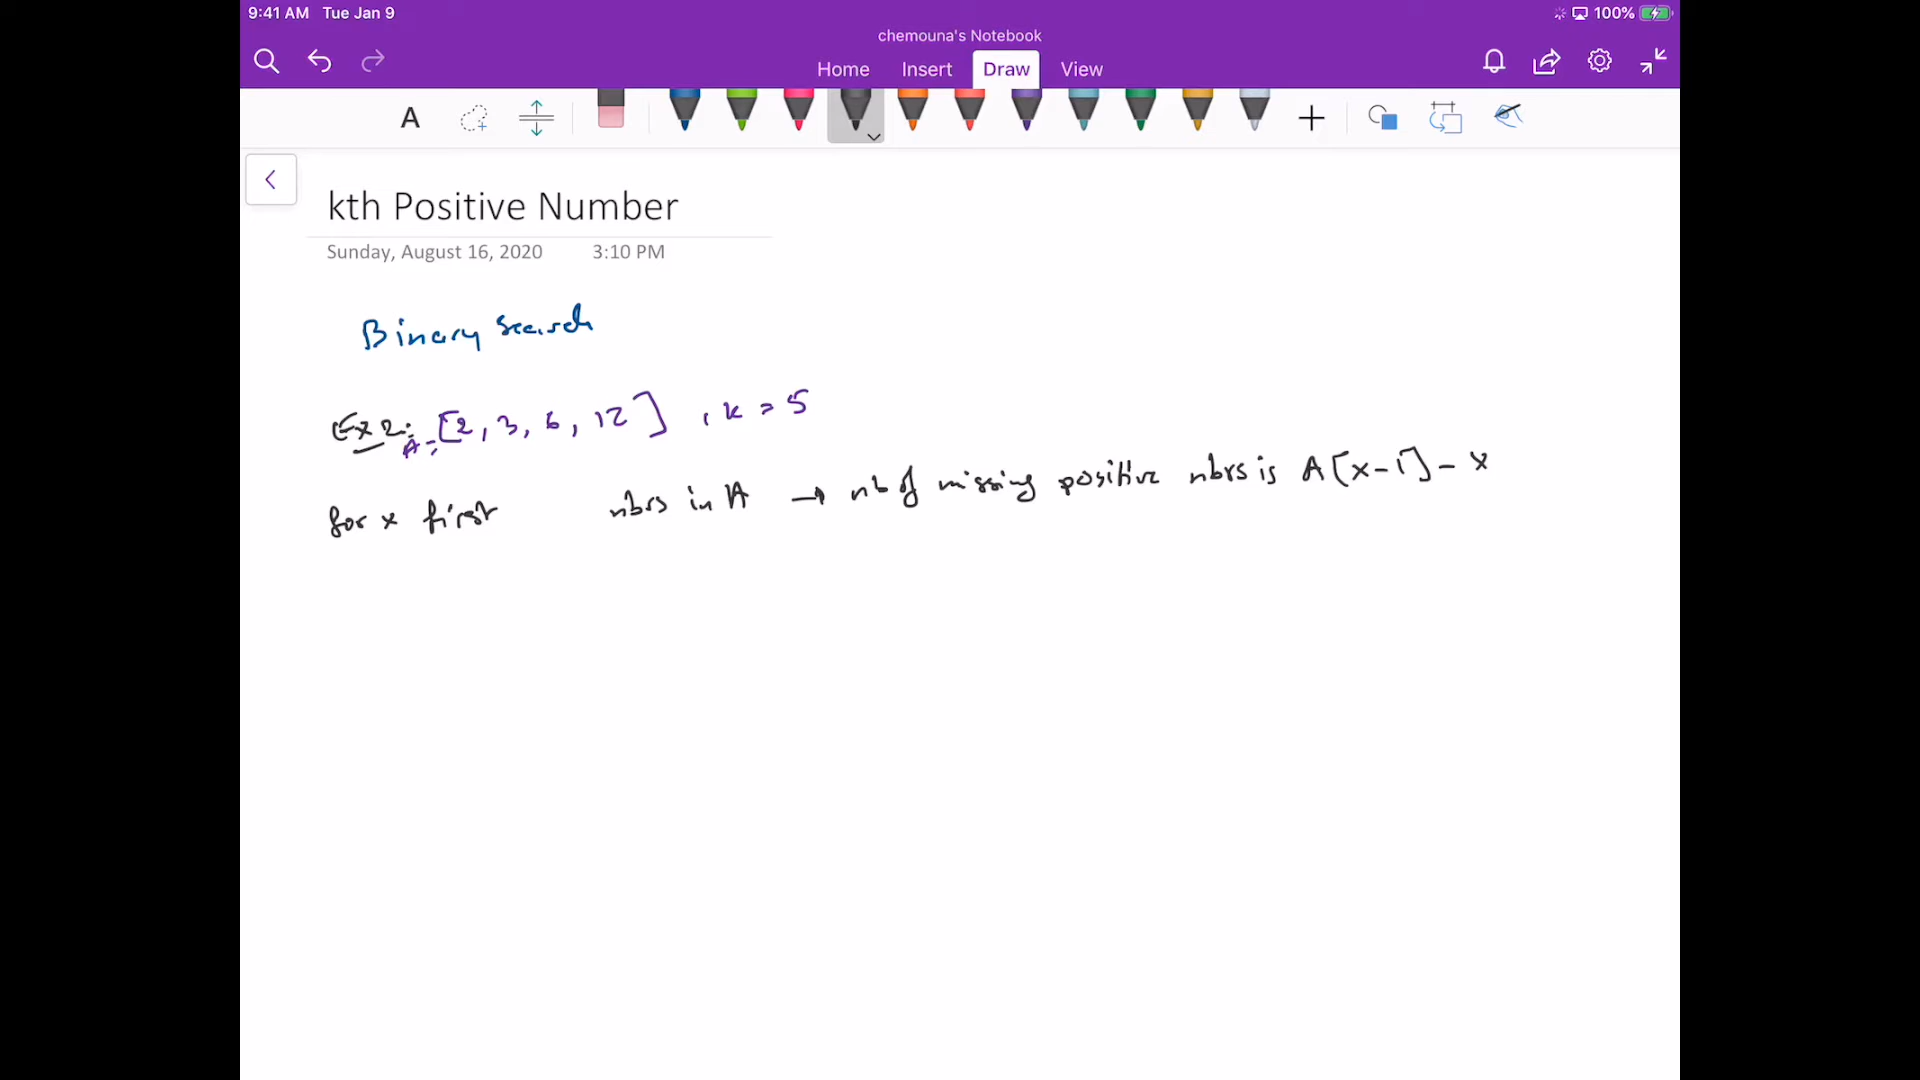 9:41 AM Tue Jan 9 100%
chemouna's Notebook
Home Insert Draw View
A
kth Positive Number
Sunday, August 16, 2020 3:10 PM
Binary Search
Ex 2: A = [2, 3, 6, 12] , k = 5
for x first nbrs in A → nb of missing positive nbrs is A[x-1] - x